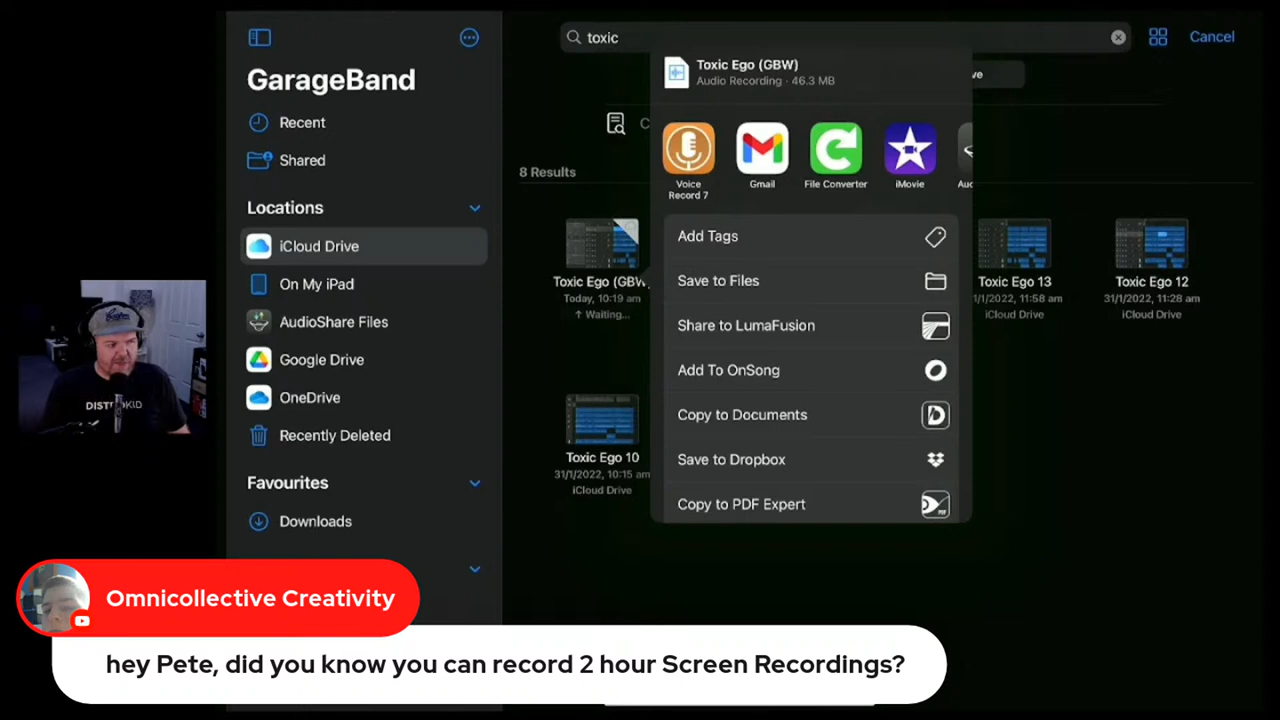 toxic
Cancel
GarageBand
Recent
Shared
Locations
iCloud Drive
On My iPad
AudioShare Files
Google Drive
OneDrive
Recently Deleted
Favourites
Downloads
8 Results
Toxic Ego (GBW)
Audio Recording · 46.3 MB
Voice
Record 7
Gmail
File Converter
iMovie
Add Tags
Save to Files
Share to LumaFusion
Add To OnSong
Copy to Documents
Save to Dropbox
Copy to PDF Expert
PDF
Toxic Ego (GBW)
Today, 10:19 am
↑ Waiting...
Toxic Ego 13
/1/2022, 11:58 am
iCloud Drive
Toxic Ego 12
31/1/2022, 11:28 am
iCloud Drive
Toxic Ego 10
31/1/2022, 10:15 am
iCloud Drive
Omnicollective Creativity
hey Pete, did you know you can record 2 hour Screen Recordings?